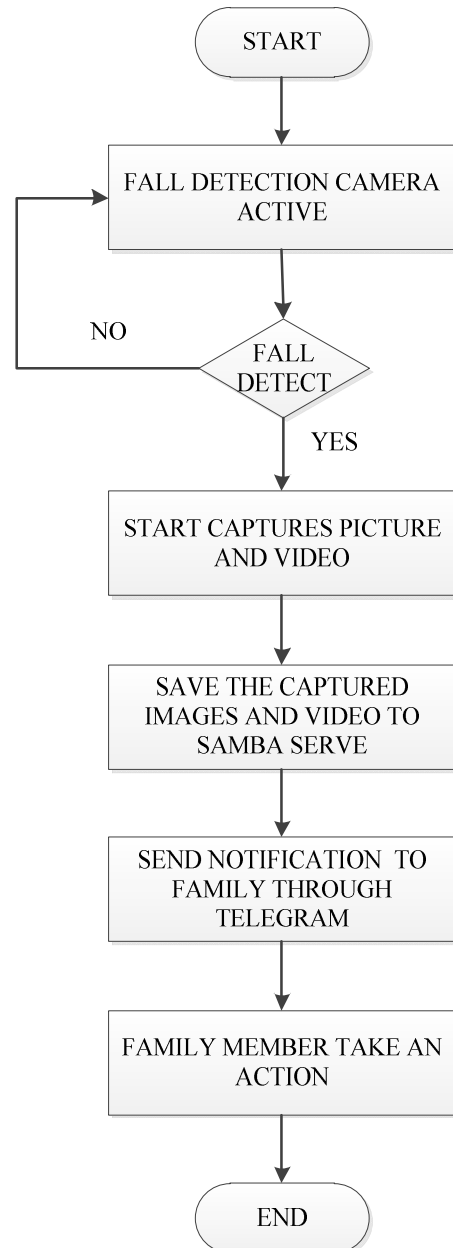 START
FALL DETECTION CAMERA
ACTIVE
NO
FALL
DETECT
YES
START CAPTURES PICTURE
AND VIDEO
SAVE THE CAPTURED
IMAGES AND VIDEO TO
SAMBA SERVE
SEND NOTIFICATION TO
FAMILY THROUGH
TELEGRAM
FAMILY MEMBER TAKE AN
ACTION
END